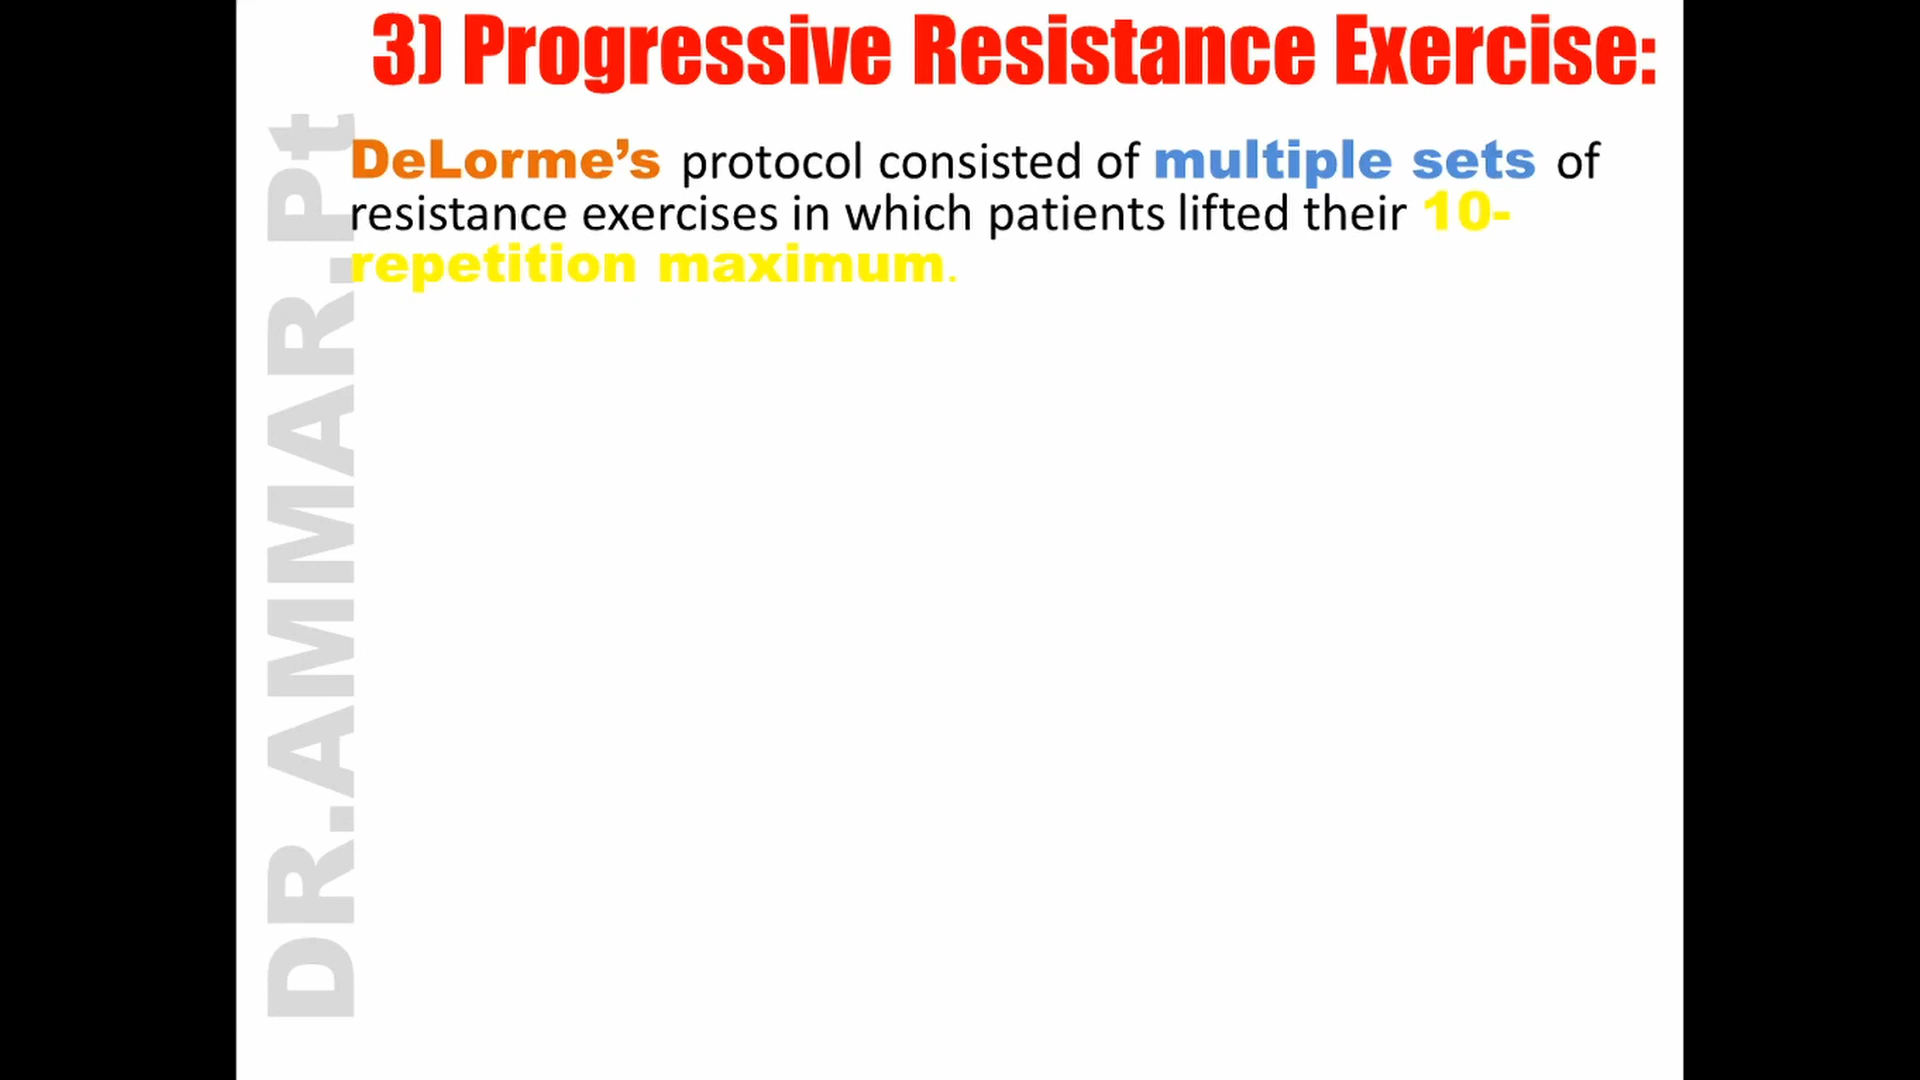 3) Progressive Resistance Exercise:
DeLorme’s protocol consisted of multiple sets of
resistance exercises in which patients lifted their 10-
repetition maximum.
DR.AMMAR.Pt